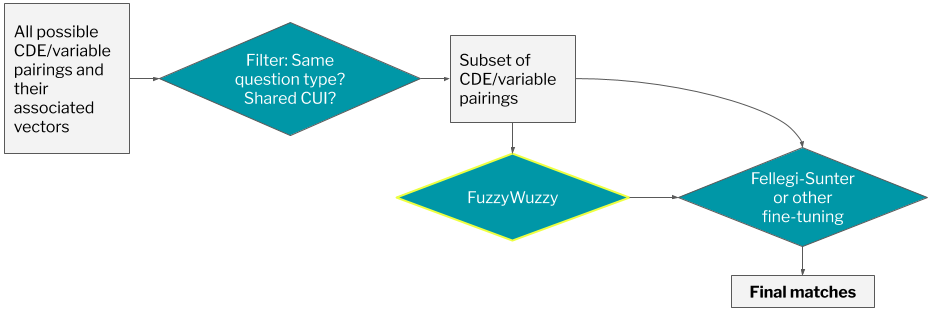 All possible
CDE/variable
pairings and
their
associated
vectors
Filter: Same
question type?
Shared CUI?
Subset of
CDE/variable
pairings
FuzzyWuzzy
Fellegi-Sunter
or other
fine-tuning
Final matches